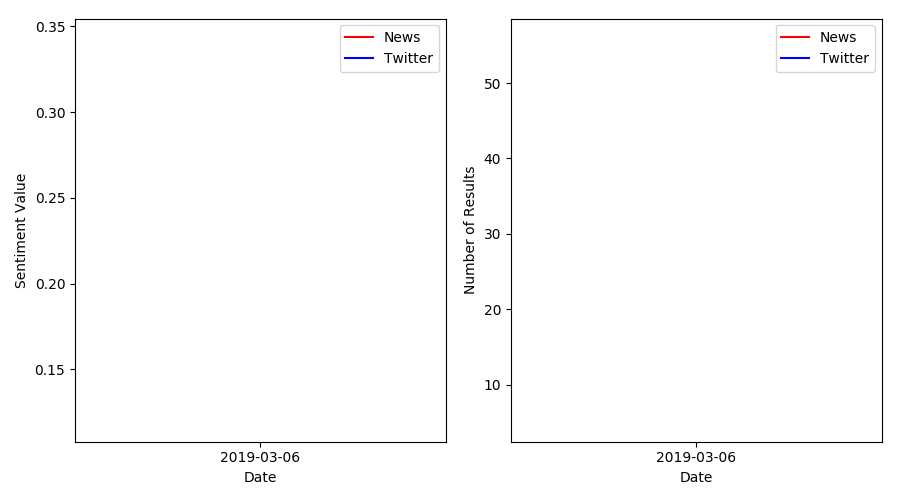 0.35
0.30
0.25
0.20
0.15
Sentiment Value
News
Twitter
2019-03-06
Date
50
40
30
20
10
Number of Results
News
Twitter
2019-03-06
Date